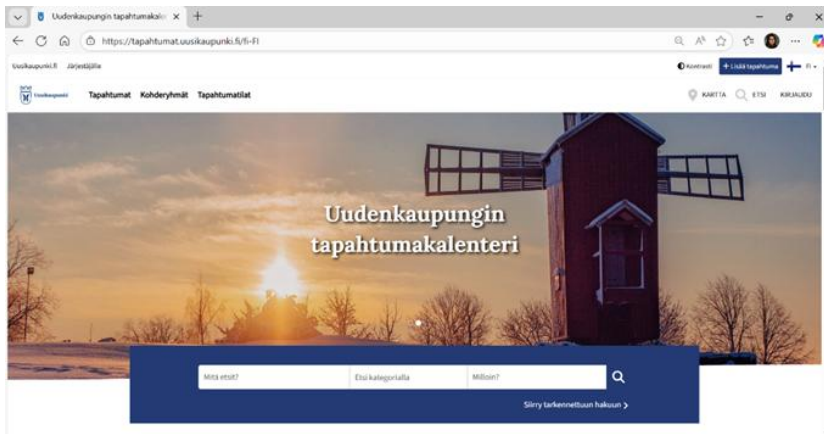 Uudenkaupungin tapahtumakalen
https://tapahtumat.uusikaupunki.fi/fi-FI
Uusikaupunki.fi Järjestäjille
Kontrasti + Lisää tapahtuma FI
Uusikaupunki Tapahtumat Kohderyhmät Tapahtumatilat
KARTTA ETSI KIRJAUDU
Uudenkaupungin
tapahtumakalenteri
Mitä etsit? Etsi kategorialla Milloin?
Siirry tarkennettuun hakuun >